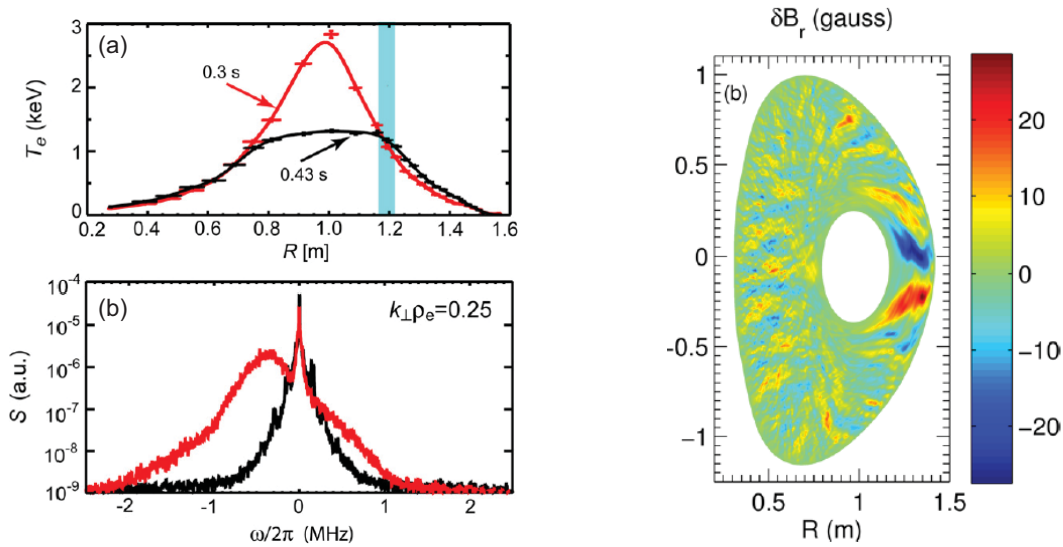 (a)
3
2
1
0
T_e (keV)
0.3 s
0.43 s
0.2 0.4 0.6 0.8 1.0 1.2 1.4 1.6
R [m]
(b)
k⊥ρe=0.25
10⁻⁴
10⁻⁵
10⁻⁶
10⁻⁷
10⁻⁸
10⁻⁹
S (a.u.)
-2 -1 0 1 2
ω/2π (MHz)
δB_r (gauss)
(b)
1
0.5
0
-0.5
-1
0.5 1 1.5
R (m)
20
10
0
−10
−20